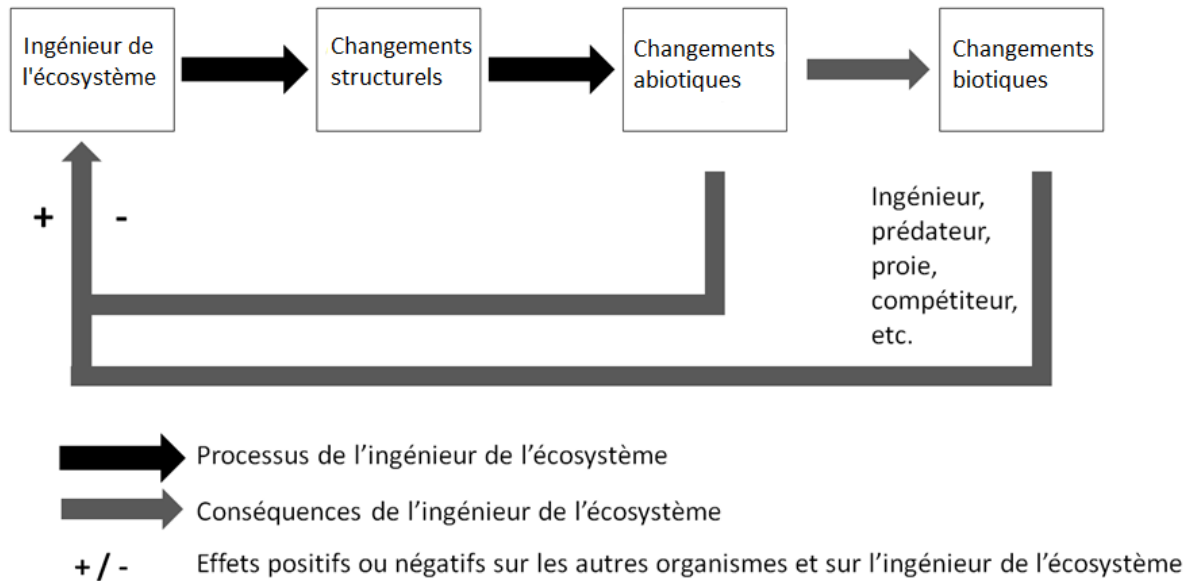 Ingénieur de
l'écosystème
Changements
structurels
Changements
abiotiques
Changements
biotiques
+ -
Ingénieur,
prédateur,
proie,
compétiteur,
etc.
Processus de l’ingénieur de l’écosystème
Conséquences de l’ingénieur de l’écosystème
+ / - Effets positifs ou négatifs sur les autres organismes et sur l’ingénieur de l’écosystème